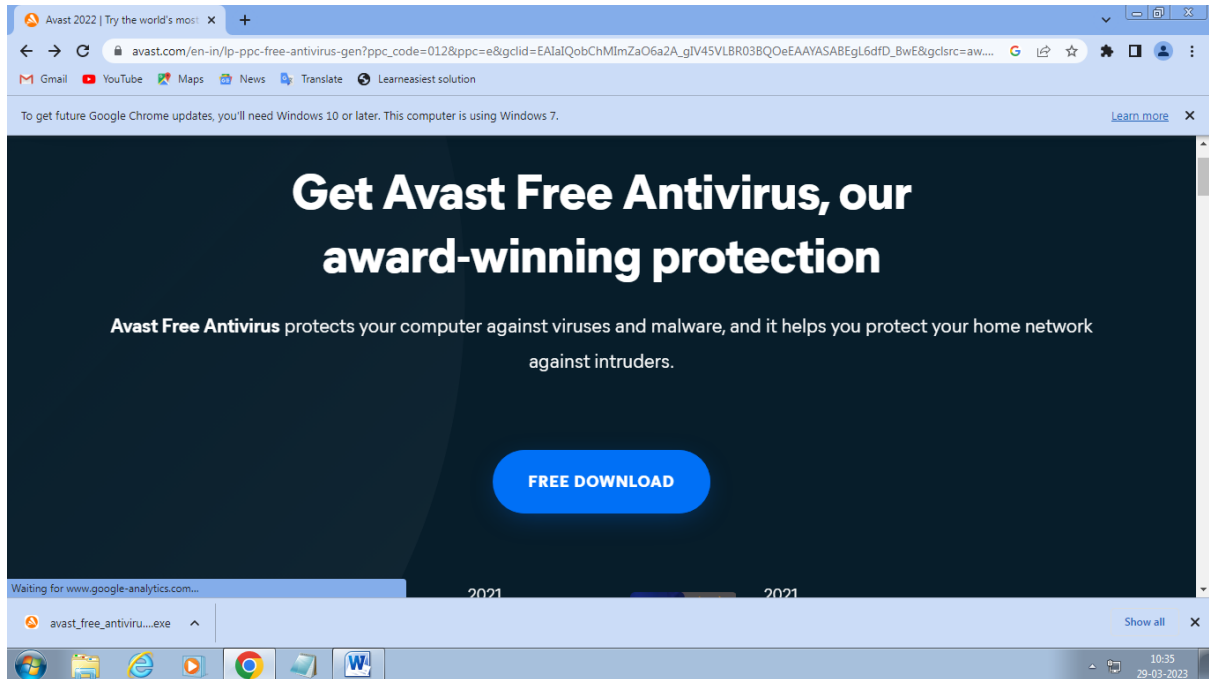 Avast 2022 | Try the world's most
avast.com/en-in/lp-ppc-free-antivirus-gen?ppc_code=012&ppc=e&gclid=EAIaIQobChMImZaO6a2A_gIV45VLBR03BQOeEAAYASABEgL6dfD_BwE&gclsrc=aw....
Gmail YouTube Maps News Translate Learneasiest solution
To get future Google Chrome updates, you'll need Windows 10 or later. This computer is using Windows 7. Learn more
Get Avast Free Antivirus, our
award-winning protection
Avast Free Antivirus protects your computer against viruses and malware, and it helps you protect your home network
against intruders.
FREE DOWNLOAD
Waiting for www.google-analytics.com...
2021 2021
avast_free_antiviru....exe Show all
10:35
29-03-2023